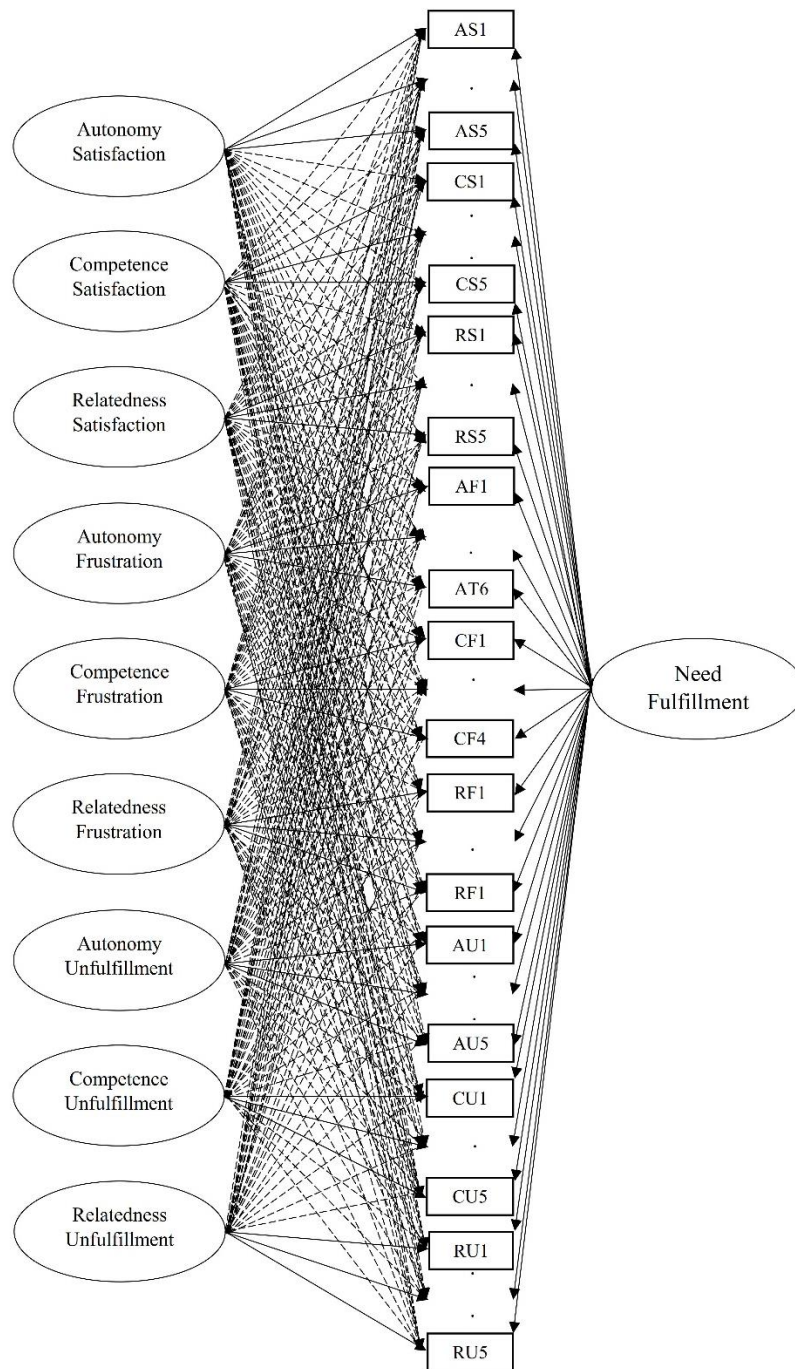 Autonomy
Satisfaction
Competence
Satisfaction
Relatedness
Satisfaction
Autonomy
Frustration
Competence
Frustration
Relatedness
Frustration
Autonomy
Unfulfillment
Competence
Unfulfillment
Relatedness
Unfulfillment
AS1
.
AS5
CS1
.
CS5
RS1
.
RS5
AF1
.
AT6
CF1
.
CF4
RF1
.
RF1
AU1
.
.
AU5
CU1
.
CU5
RU1
.
.
.
RU5
Need
Fulfillment